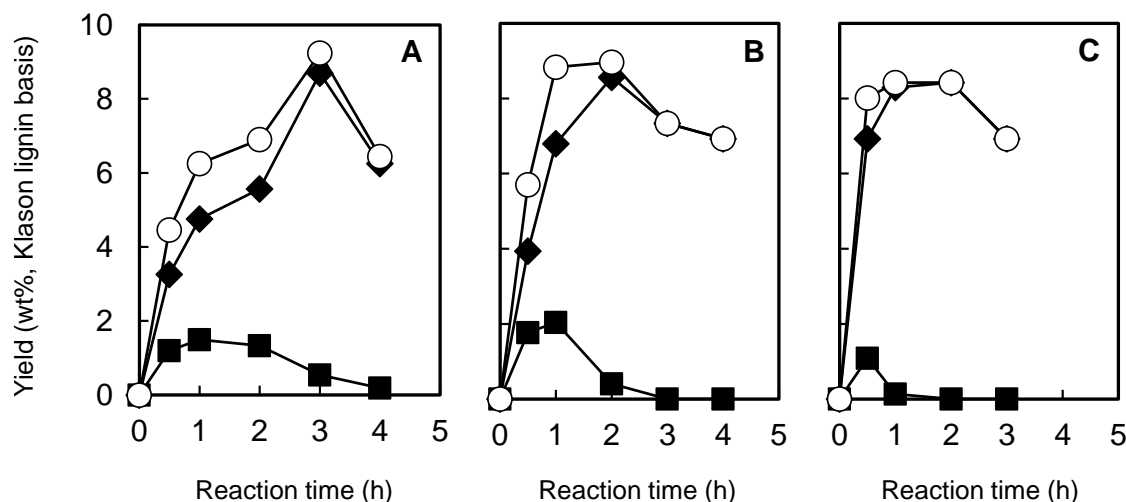 Yield (wt%, Klason lignin basis)
10
8
6
4
2
0
A
B
C
0 1 2 3 4 5
0 1 2 3 4 5
0 1 2 3 4 5
Reaction time (h)
Reaction time (h)
Reaction time (h)